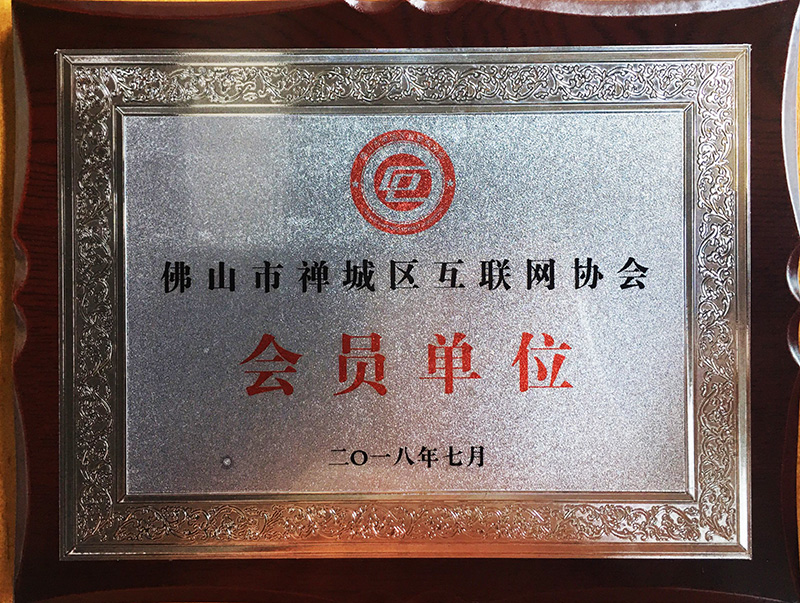 佛山市禅城区互联网协会
会员单位
二〇一八年七月